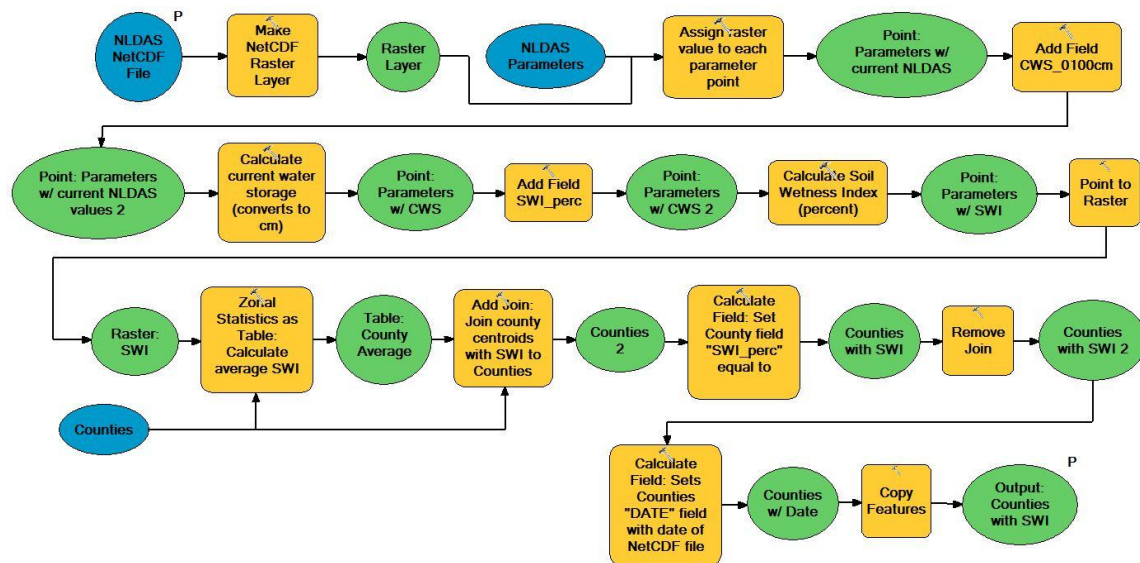 P
NLDAS
NetCDF
File
Make
NetCDF
Raster
Layer
Raster
Layer
NLDAS
Parameters
Assign raster
value to each
parameter
point
Point:
Parameters w/
current NLDAS
Add Field
CWS_0100cm
Point: Parameters
w/ current NLDAS
values 2
Calculate
current water
storage
(converts to
cm)
Point:
Parameters
w/ CWS
Add Field
SWI_perc
Point:
Parameters
w/ CWS 2
Calculate Soil
Wetness Index
(percent)
Point:
Parameters
w/ SWI
Point to
Raster
Raster:
SWI
Zonal
Statistics as
Table:
Calculate
average SWI
Table:
County
Average
Add Join:
Join county
centroids
with SWI to
Counties
Counties
2
Calculate
Field: Set
County field
"SWI_perc"
equal to
Counties
with SWI
Remove
Join
Counties
with SWI 2
Counties
Calculate
Field: Sets
Counties
"DATE" field
with date of
NetCDF file
Counties
w/ Date
Copy
Features
P
Output:
Counties
with SWI